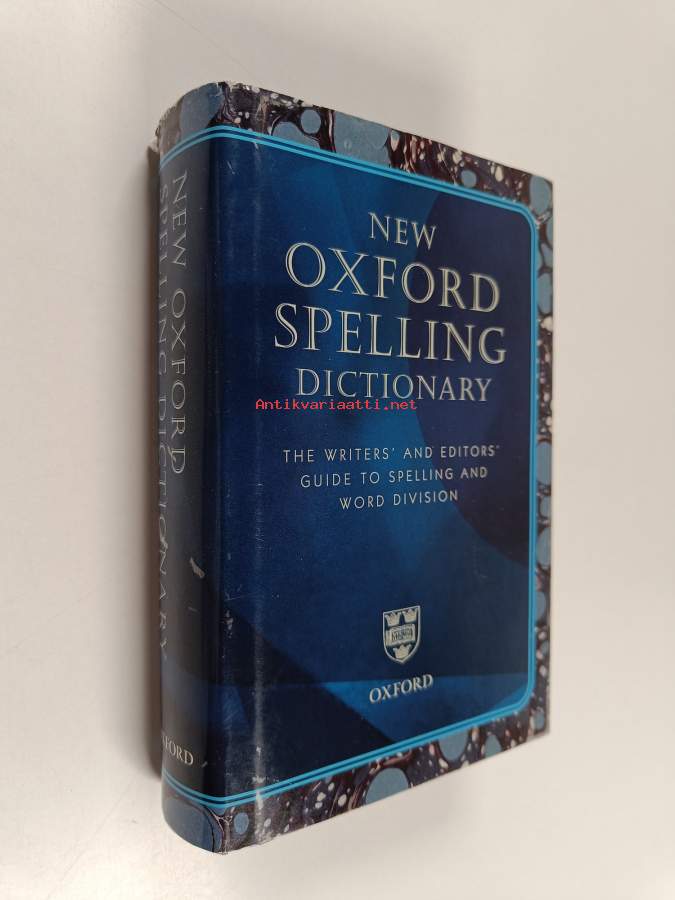 NEW
OXFORD
SPELLING
DICTIONARY
Antikvariaatti.net
THE WRITERS' AND EDITORS'
GUIDE TO SPELLING AND
WORD DIVISION
OXFORD
NEW OXFORD
SPELLING DICTIONARY
OXFORD